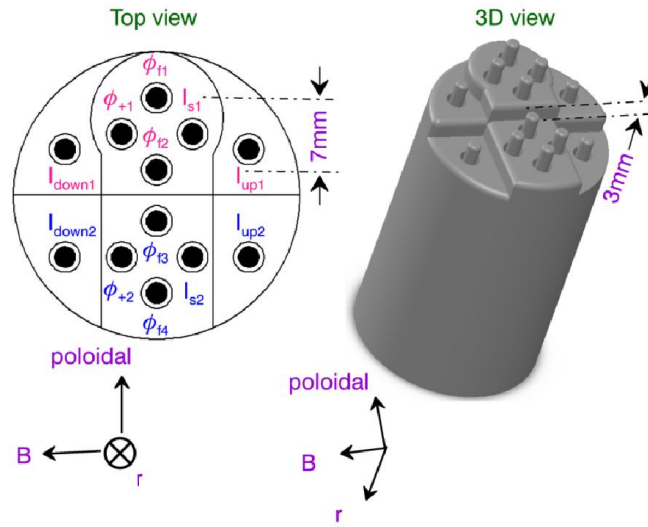 Top view
3D view
ϕf1
ϕ+1
Is1
ϕf2
7mm
Idown1
Iup1
3mm
Idown2
Iup2
ϕf3
ϕ+2
Is2
ϕf4
poloidal
B
r
poloidal
B
r